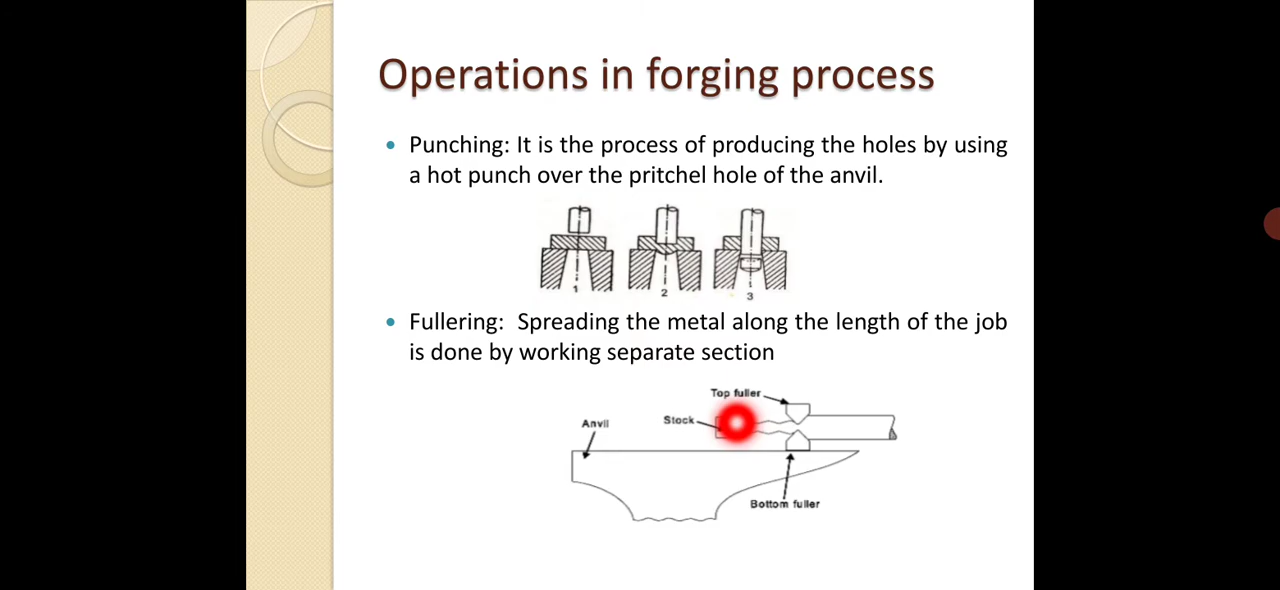 Operations in forging process
• Punching: It is the process of producing the holes by using
a hot punch over the pritchel hole of the anvil.
1 2 3
• Fullering: Spreading the metal along the length of the job
is done by working separate section
Top fuller
Stock
Anvil
Bottom fuller